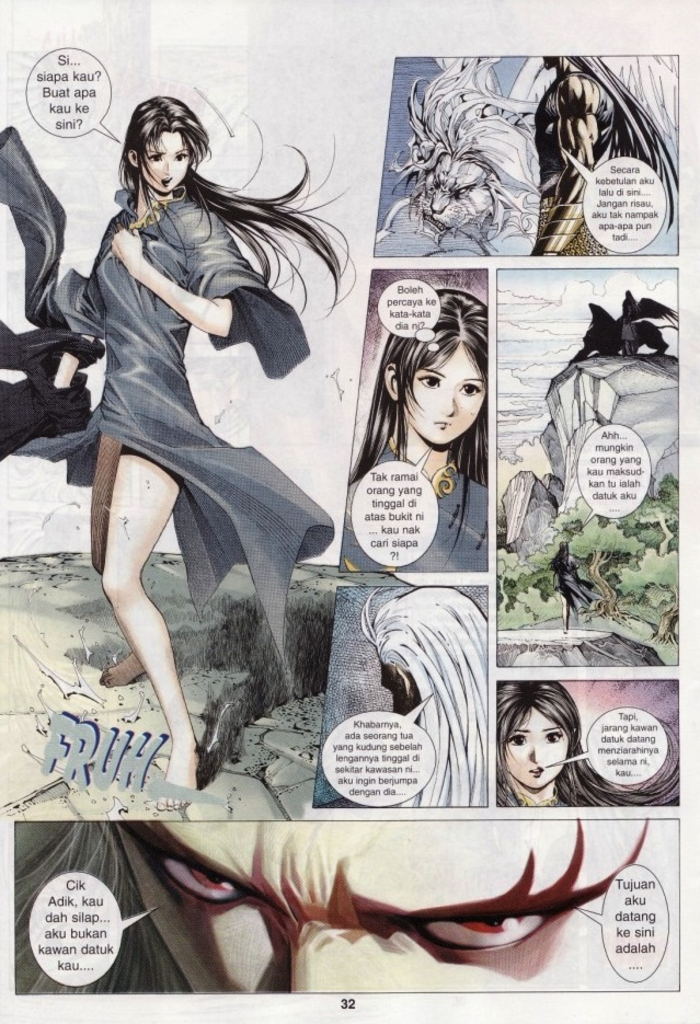 Si...
siapa kau?
Buat apa
kau ke
sini?
Secara
kebetulan aku
lalu di sini....
Jangan risau,
aku tak nampak
apa-apa pun
tadi....
Boleh
percaya ke
kata-kata
dia ni?
Tak ramai
orang yang
tinggal di
atas bukit ni
... kau nak
cari siapa
?!
Ahh...
mungkin
orang yang
kau maksud-
kan tu ialah
datuk aku
....
Khabarnya,
ada seorang tua
yang kudung sebelah
lengannya tinggal di
sekitar kawasan ni...
aku ingin berjumpa
dengan dia....
Tapi,
jarang kawan
datuk datang
menziarahinya
selama ni,
kau....
FRUH
Cik
Adik, kau
dah silap...
aku bukan
kawan datuk
kau....
Tujuan
aku
datang
ke sini
adalah
....
32